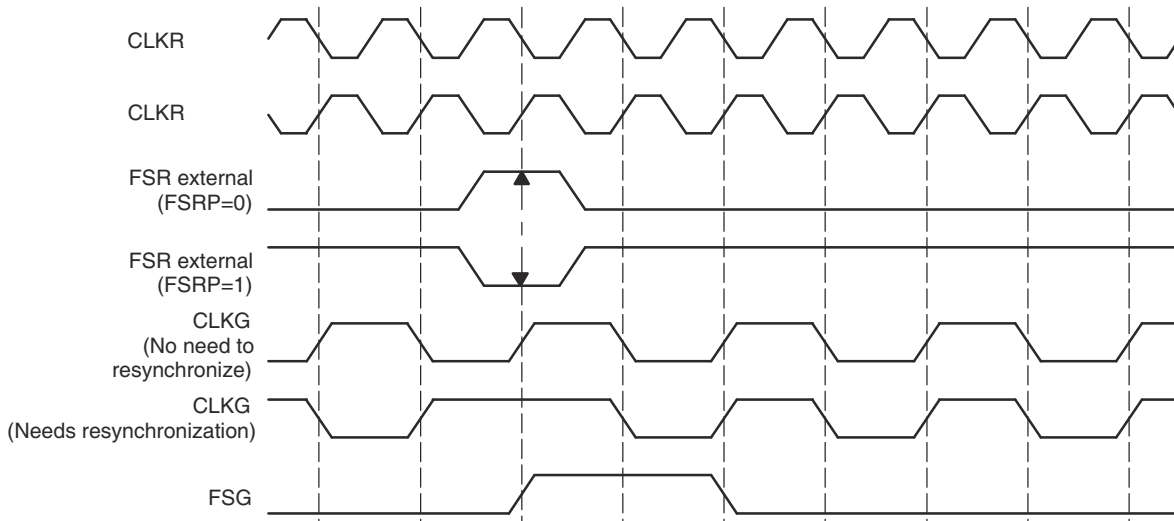 CLKR
CLKR
FSR external
(FSRP=0)
FSR external
(FSRP=1)
CLKG
(No need to
resynchronize)
CLKG
(Needs resynchronization)
FSG